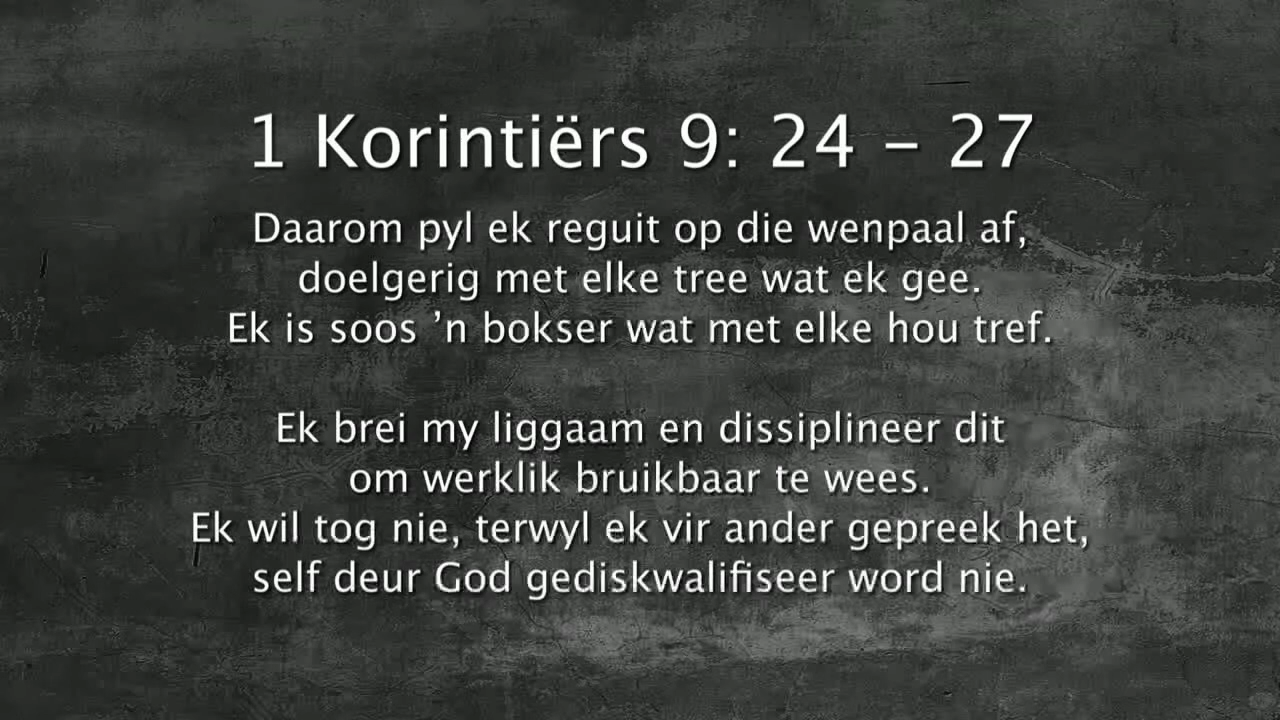 1 Korintiërs 9: 24 – 27
Daarom pyl ek reguit op die wenpaal af,
doelgerig met elke tree wat ek gee.
Ek is soos ’n bokser wat met elke hou tref.
Ek brei my liggaam en dissiplineer dit
om werklik bruikbaar te wees.
Ek wil tog nie, terwyl ek vir ander gepreek het,
self deur God gediskwalifiseer word nie.